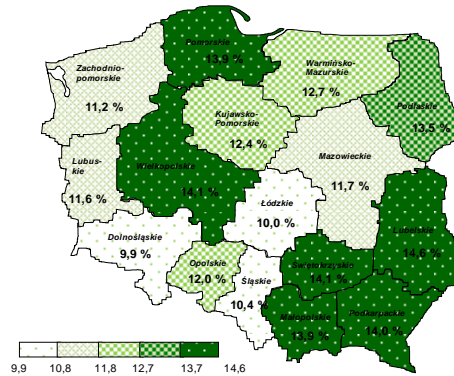 Pomorskie
13,9 %
Zachodnio-
pomorskie
11,2 %
Warmińsko-
Mazurskie
12,7 %
Podlaskie
13,5 %
Kujawsko-
Pomorskie
12,4 %
Lubus-
kie
11,6 %
Wielkopolskie
14,1 %
Mazowieckie
11,7 %
Łódzkie
10,0 %
Lubelskie
14,6 %
Dolnośląskie
9,9 %
Opolskie
12,0 %
Śląskie
10,4 %
Święrokrzyskie
14,1 %
Małopolskie
13,9 %
Podkarpackie
14,0 %
9,9 10,8 11,8 12,7 13,7 14,6